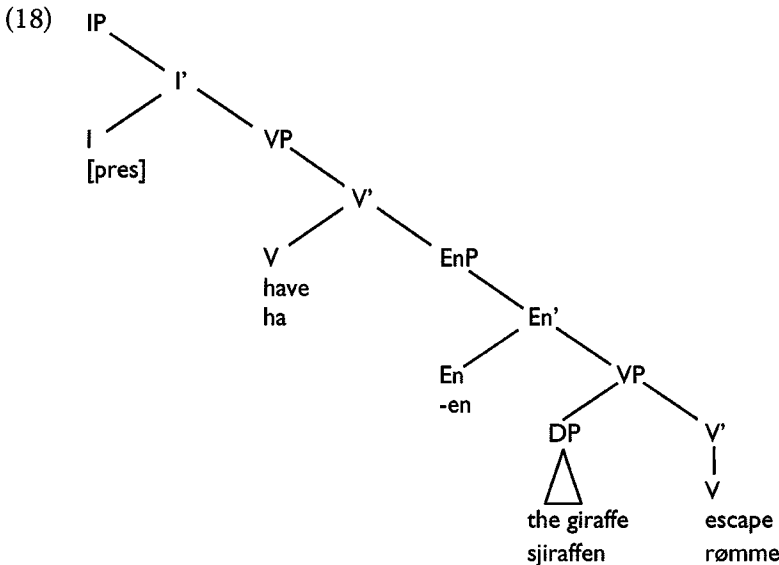 (18) IP
I'
I VP
[pres]
V'
V EnP
have
ha
En'
En VP
-en
DP V'
V
the giraffe escape
sjiraffen rømme